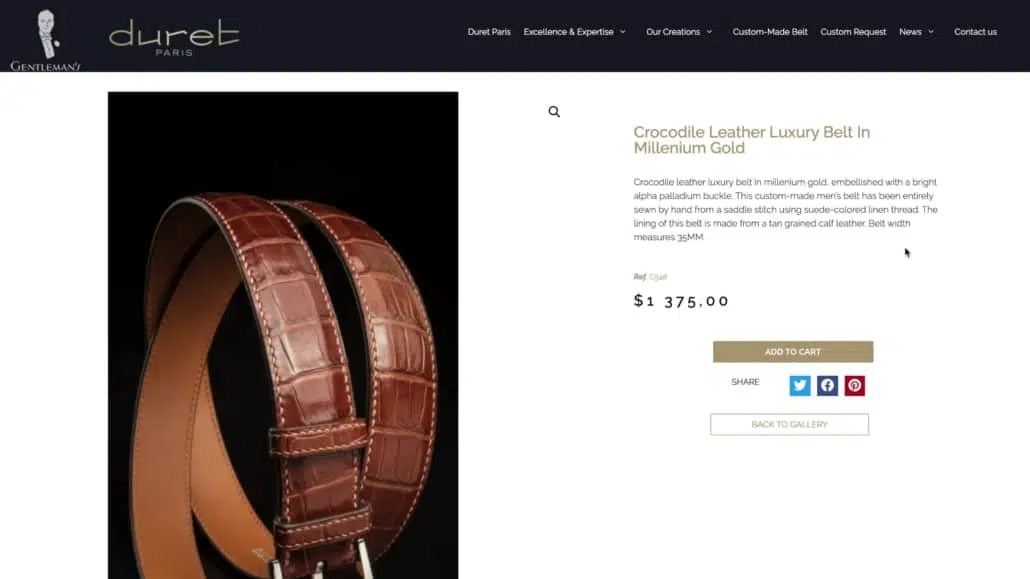 GENTLEMAN'S
duret
PARIS
Duret Paris Excellence & Expertise Our Creations Custom-Made Belt Custom Request News Contact us
Crocodile Leather Luxury Belt In
Millenium Gold
Crocodile leather luxury belt in millenium gold, embellished with a bright
alpha palladium buckle. This custom-made men's belt has been entirely
sewn by hand from a saddle stitch using suede-colored linen thread. The
lining of this belt is made from a tan grained calf leather. Belt width
measures 35MM
Ref.
$1 375,00
ADD TO CART
SHARE
BACK TO GALLERY